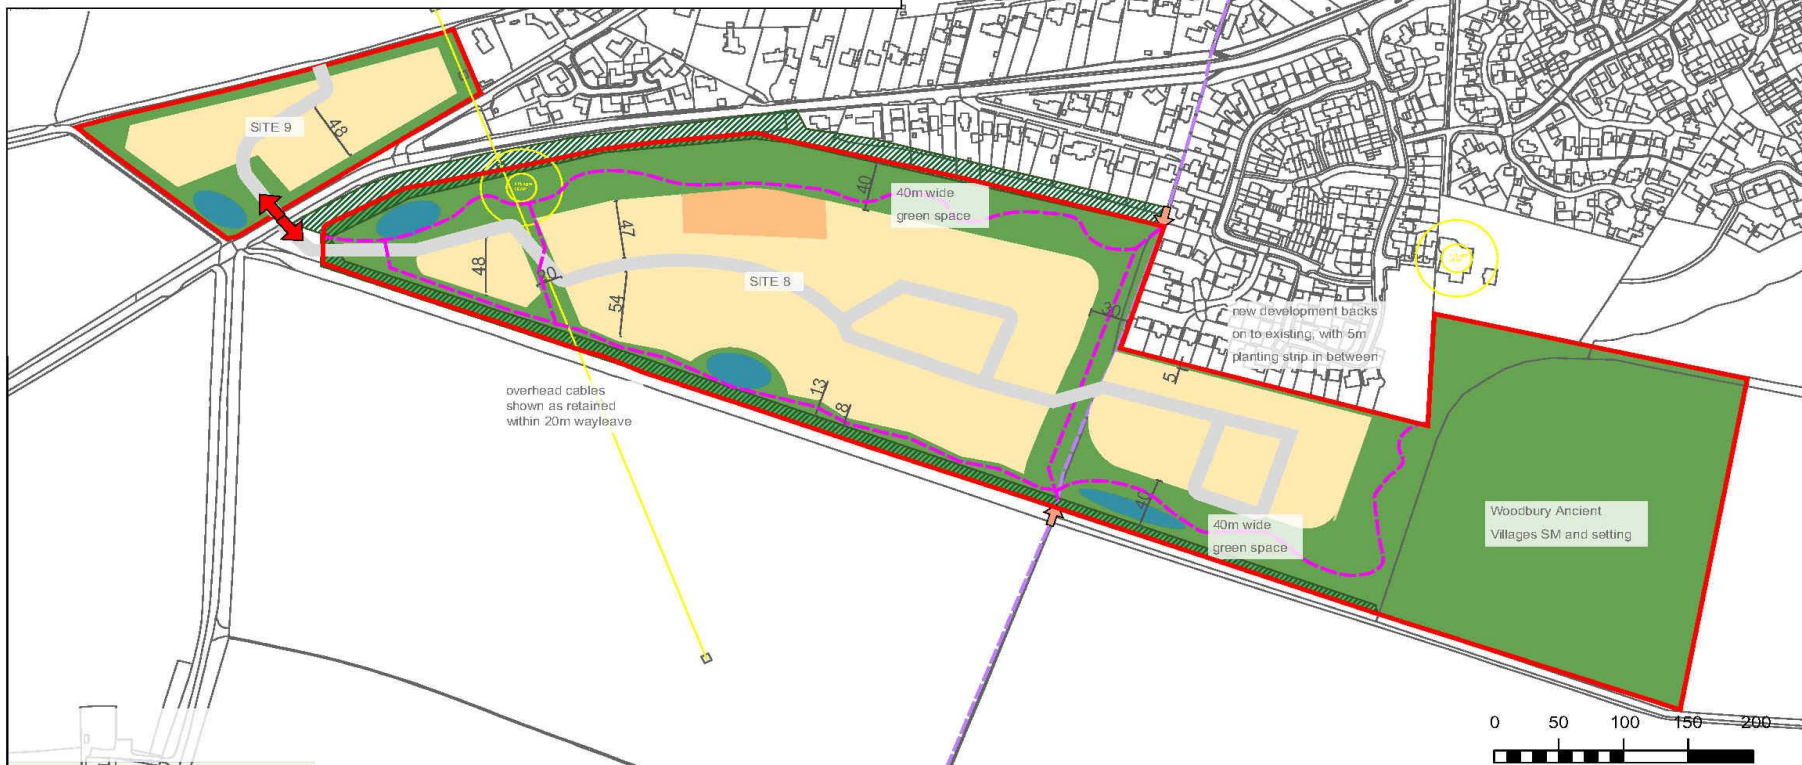 SITE 9
48
40
40m wide
green space
47
48
20
SITE 8
54
30
new development backs
on to existing, with 5m
planting strip in between
5
overhead cables
shown as retained
within 20m wayleave
13
8
40
40m wide
green space
Woodbury Ancient
Villages SM and setting
0 50 100 150 200